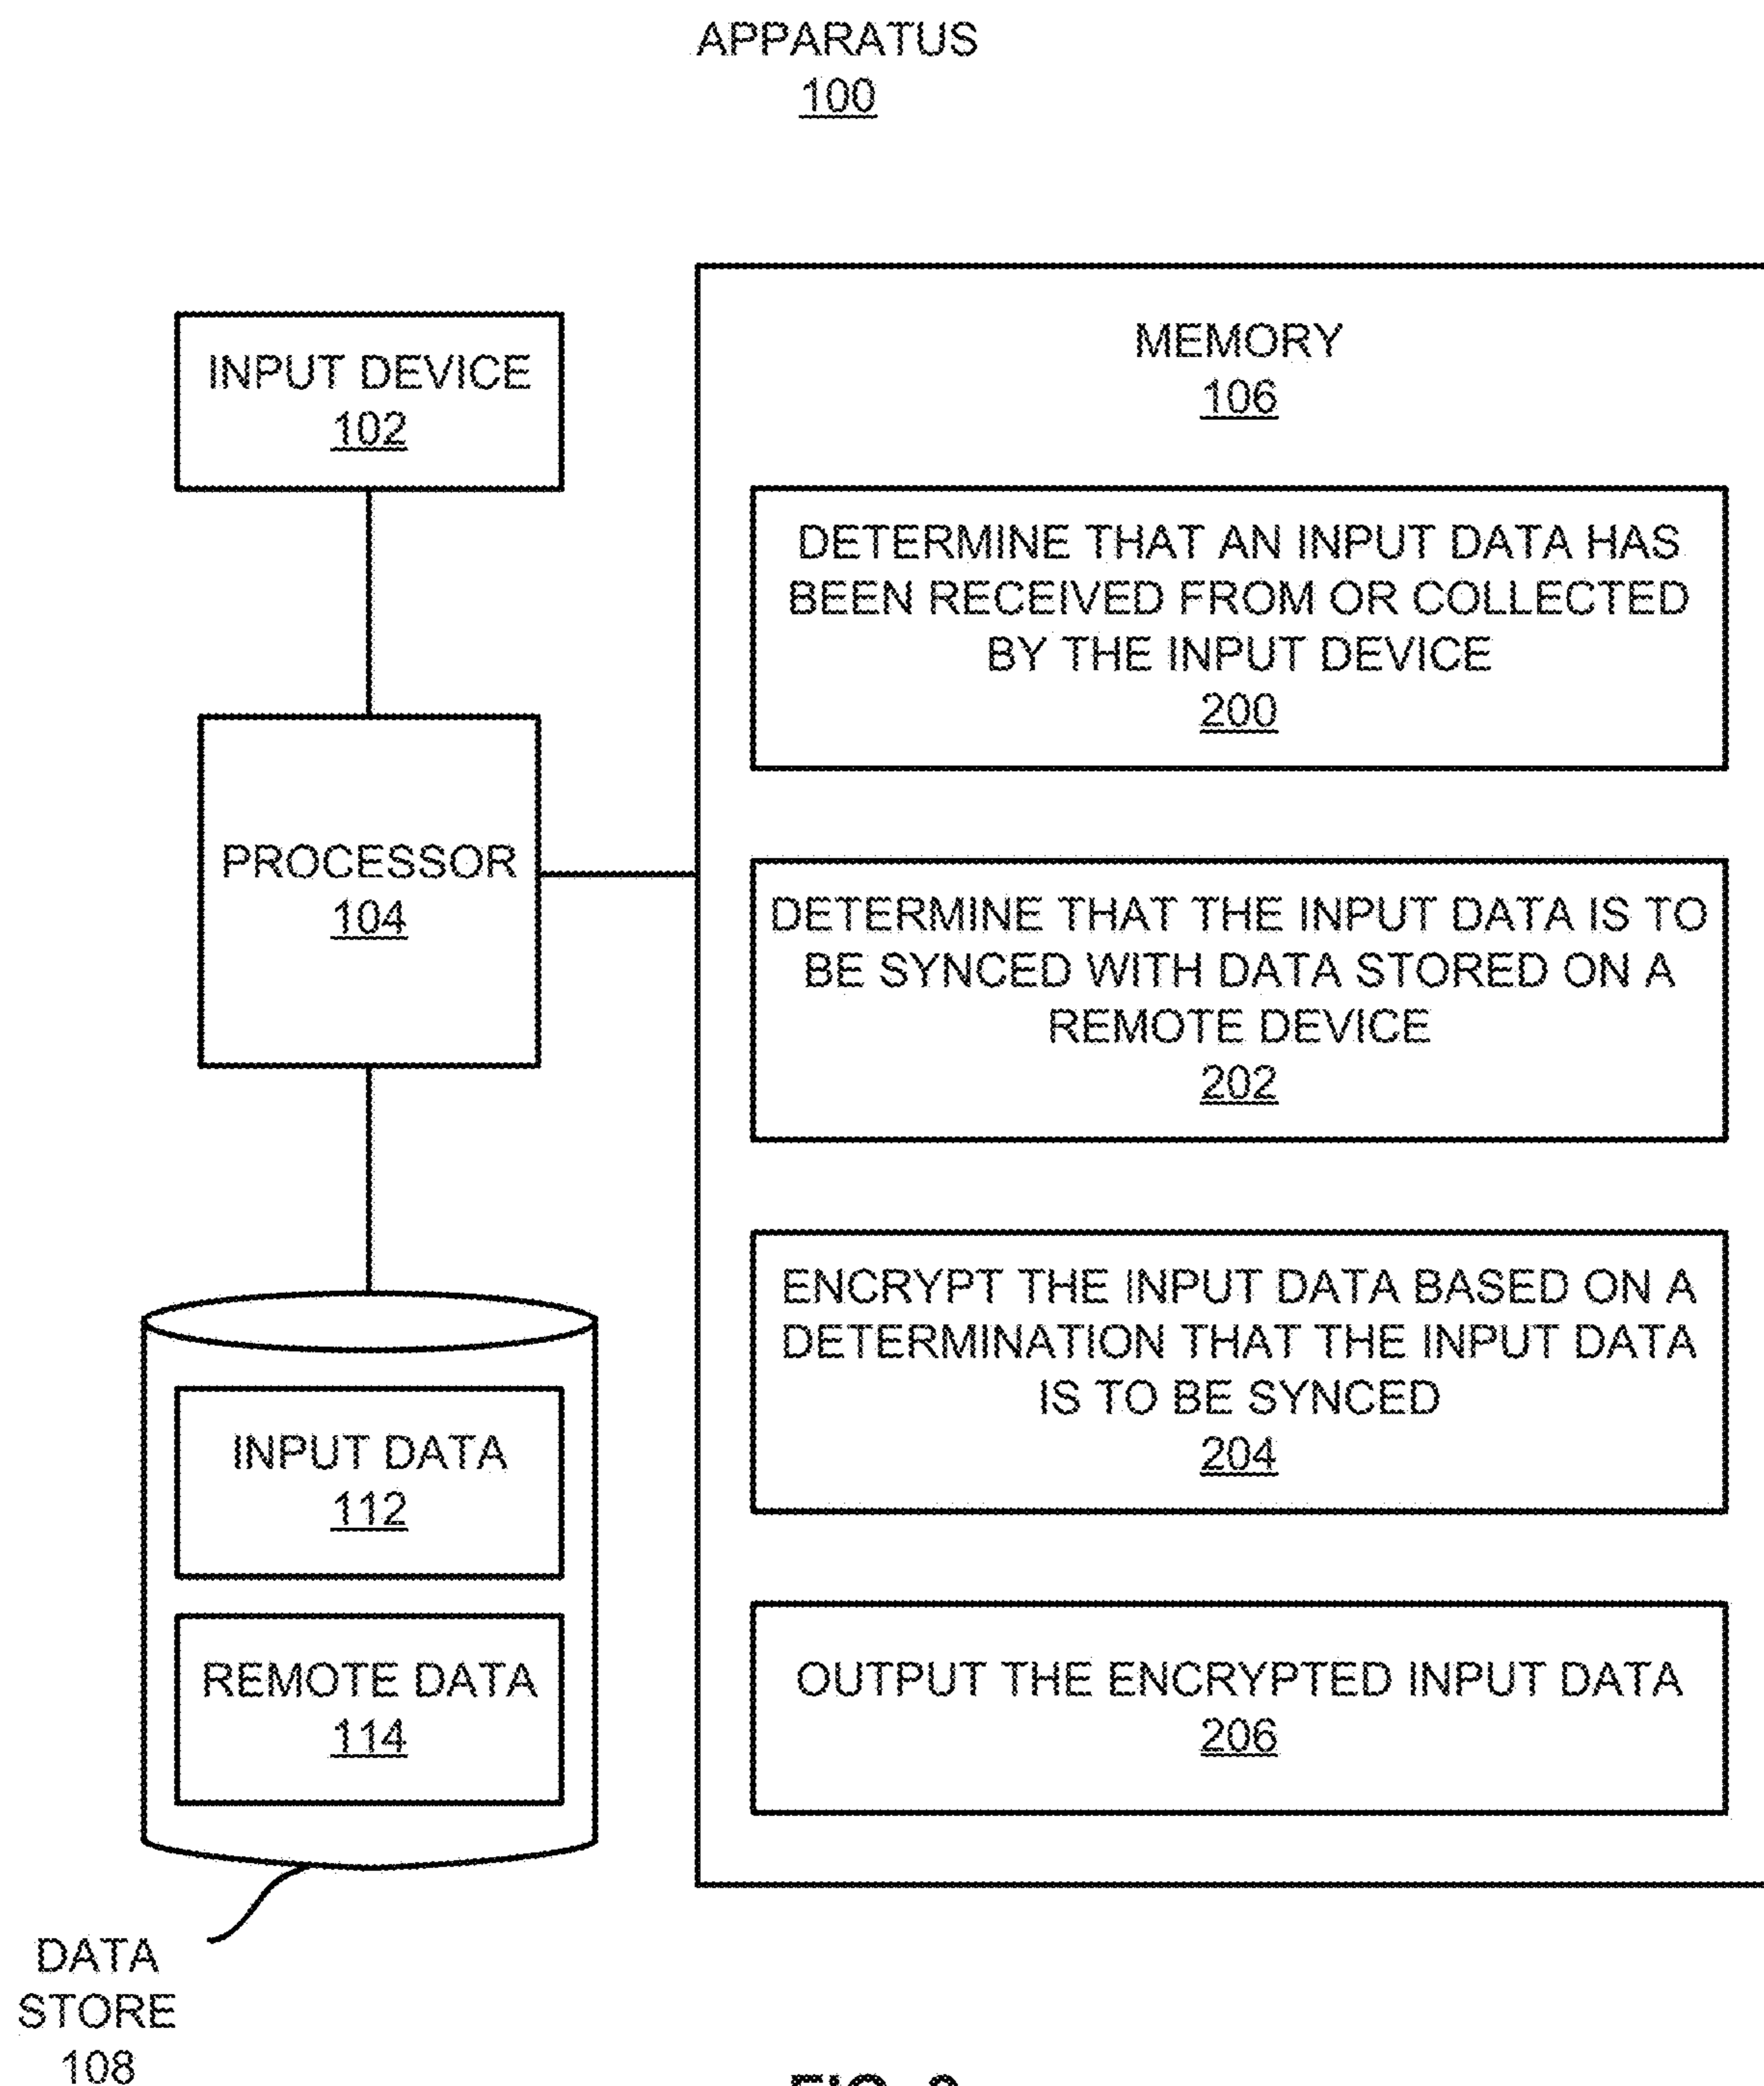 APPARATUS
100
INPUT DEVICE
102
PROCESSOR
104
INPUT DATA
112
REMOTE DATA
114
DATA
STORE
108
MEMORY
106
DETERMINE THAT AN INPUT DATA HAS
BEEN RECEIVED FROM OR COLLECTED
BY THE INPUT DEVICE
200
DETERMINE THAT THE INPUT DATA IS TO
BE SYNCED WITH DATA STORED ON A
REMOTE DEVICE
202
ENCRYPT THE INPUT DATA BASED ON A
DETERMINATION THAT THE INPUT DATA
IS TO BE SYNCED
204
OUTPUT THE ENCRYPTED INPUT DATA
206
FIG.